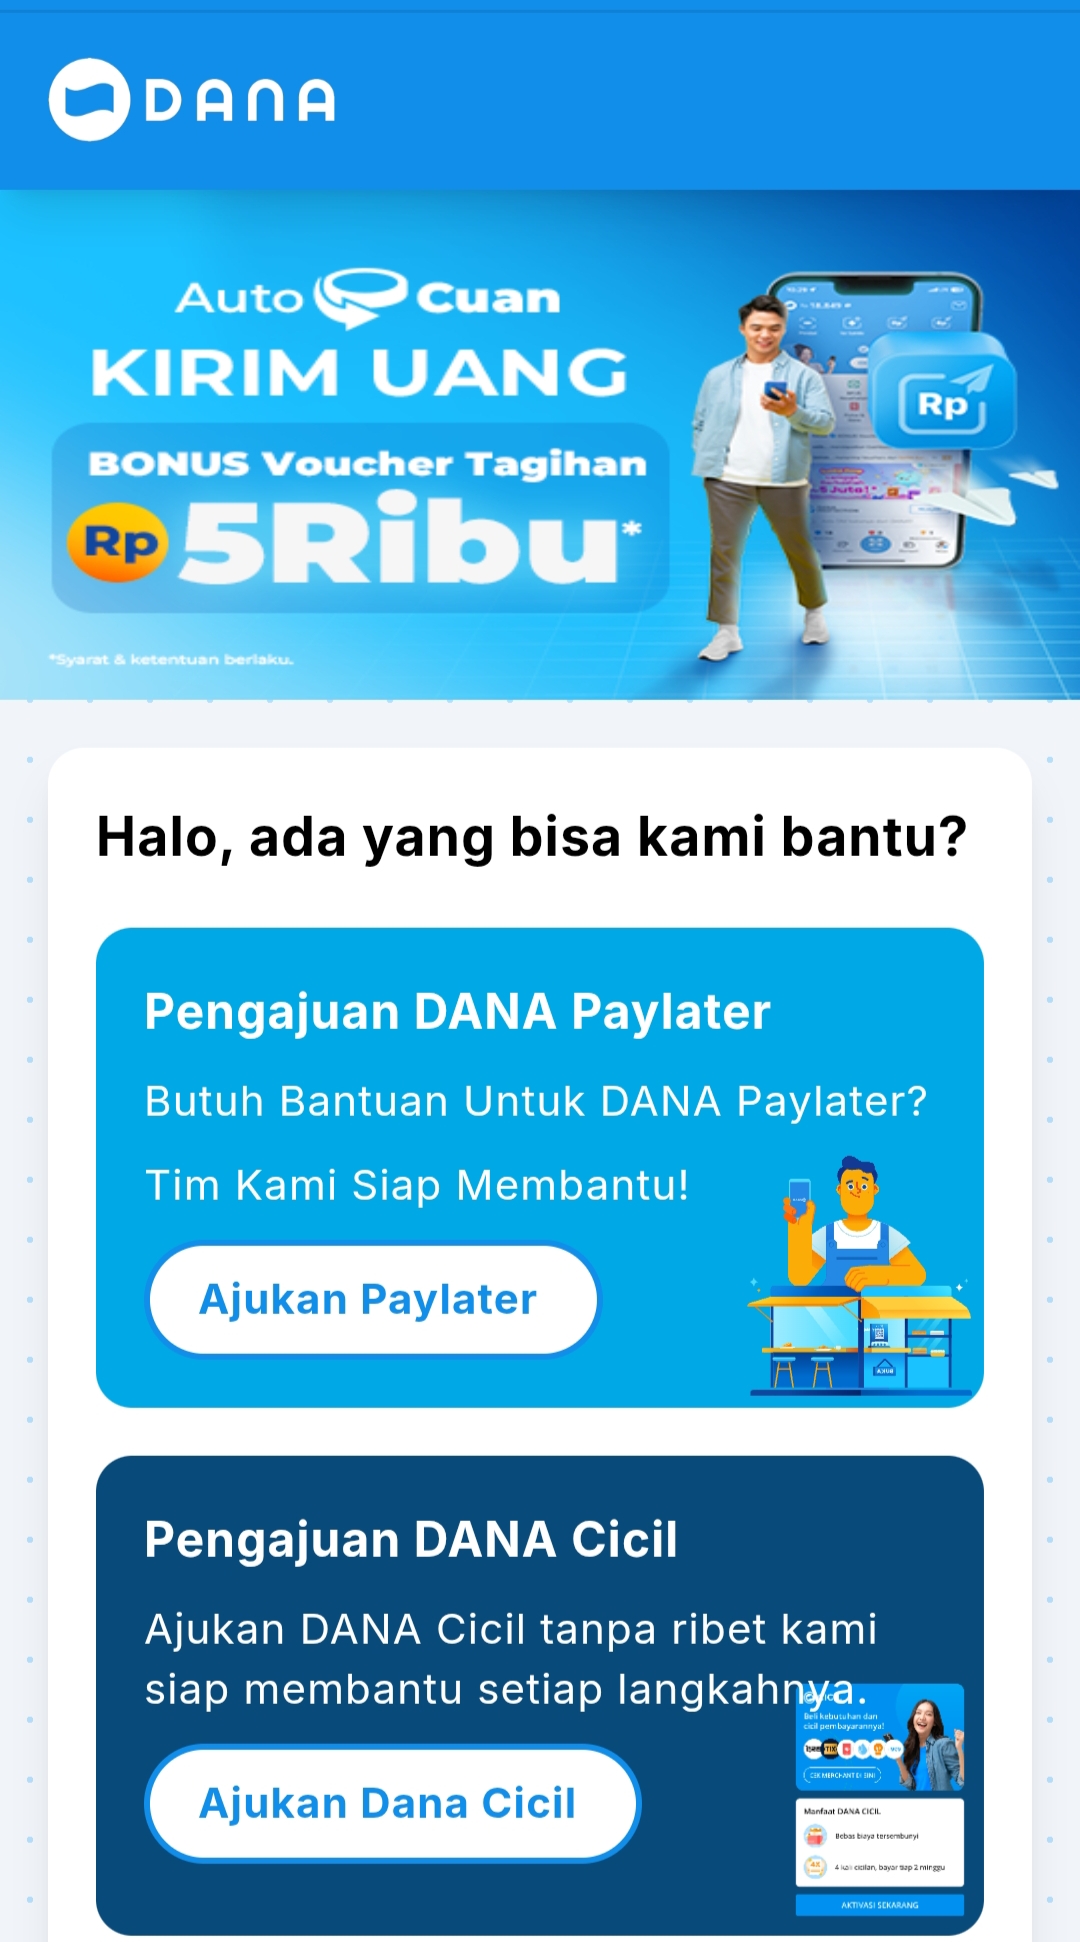 DANA
Auto Cuan
KIRIM UANG
BONUS Voucher Tagihan
Rp 5Ribu*
Rp
*Syarat & ketentuan berlaku.
Halo, ada yang bisa kami bantu?
Pengajuan DANA Paylater
Butuh Bantuan Untuk DANA Paylater?
Tim Kami Siap Membantu!
Ajukan Paylater
Pengajuan DANA Cicil
Ajukan DANA Cicil tanpa ribet kami
siap membantu setiap langkahnya.
Beli kebutuhan dan
cicil pembayarannya!
CEK MERCHANT DI SINI
Ajukan Dana Cicil
Manfaat DANA CICIL
Bebas biaya tersembunyi
4 kali cicilan, bayar tiap 2 minggu
AKTIVASI SEKARANG